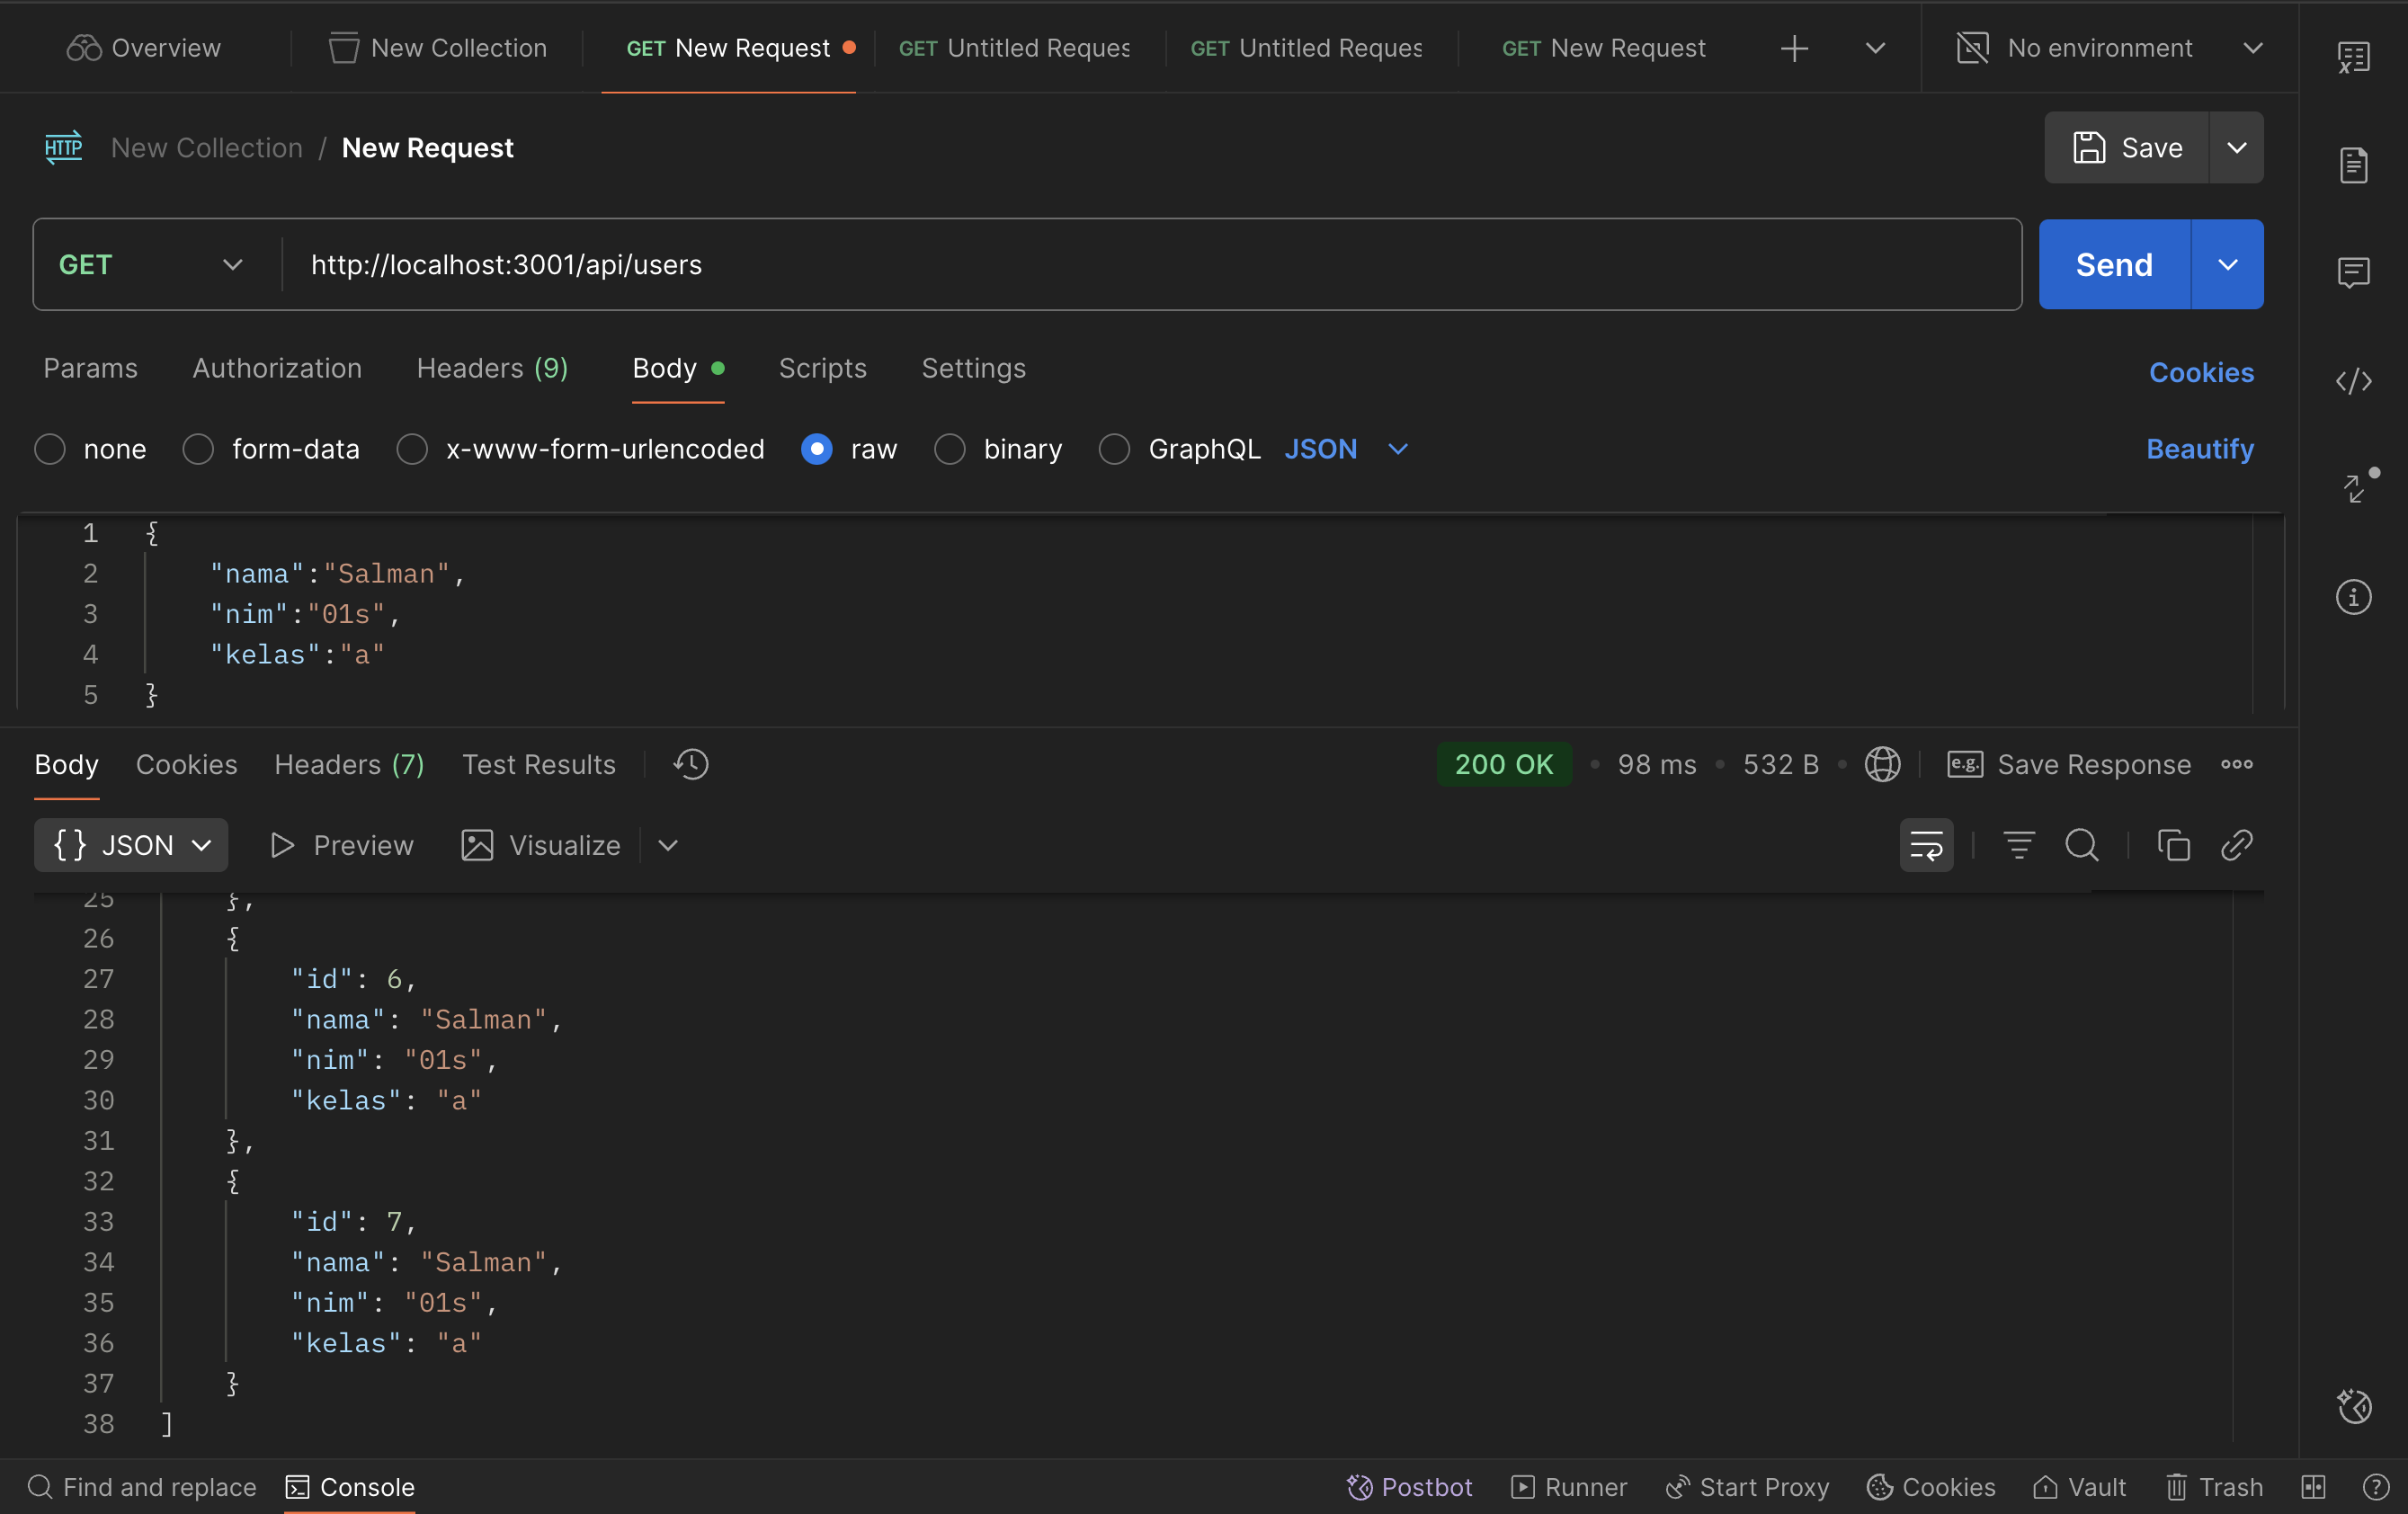 Overview New Collection GET New Request GET Untitled Reques GET Untitled Reques GET New Request No environment
HTTP New Collection / New Request Save
GET http://localhost:3001/api/users Send
Params Authorization Headers (9) Body Scripts Settings Cookies
none form-data x-www-form-urlencoded raw binary GraphQL JSON Beautify
1 {
2 "nama":"Salman",
3 "nim":"01s",
4 "kelas":"a"
5 }
Body Cookies Headers (7) Test Results 200 OK • 98 ms • 532 B • e.g. Save Response
{} JSON Preview Visualize
25 },
26 {
27 "id": 6,
28 "nama": "Salman",
29 "nim": "01s",
30 "kelas": "a"
31 },
32 {
33 "id": 7,
34 "nama": "Salman",
35 "nim": "01s",
36 "kelas": "a"
37 }
38 ]
Find and replace Console Postbot Runner Start Proxy Cookies Vault Trash